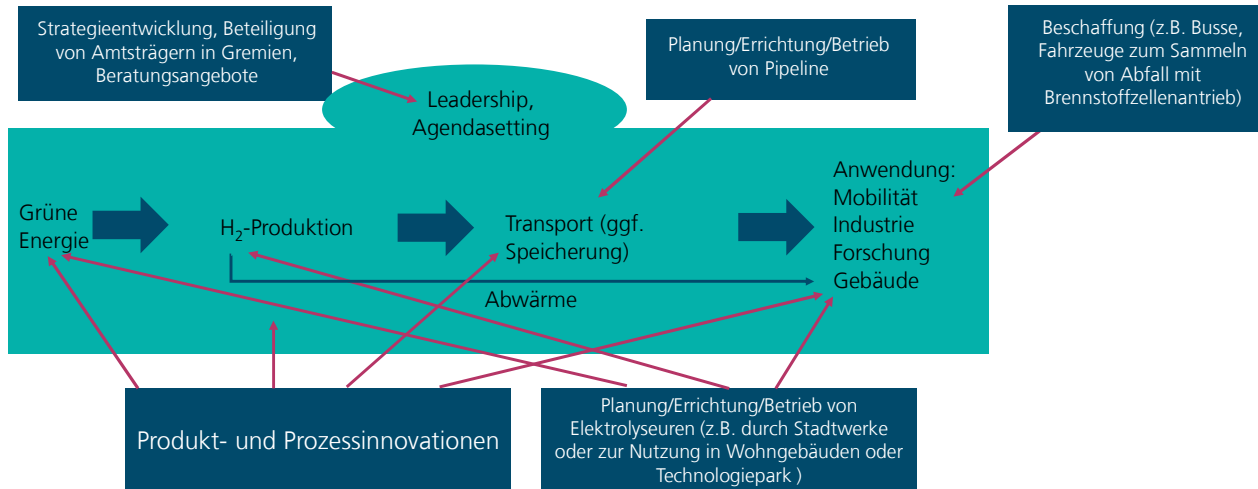 Strategieentwicklung, Beteiligung
von Amtsträgern in Gremien,
Beratungsangebote
Planung/Errichtung/Betrieb
von Pipeline
Beschaffung (z.B. Busse,
Fahrzeuge zum Sammeln
von Abfall mit
Brennstoffzellenantrieb)
Leadership,
Agendasetting
Grüne
Energie
H₂-Produktion
Transport (ggf.
Speicherung)
Anwendung:
Mobilität
Industrie
Forschung
Gebäude
Abwärme
Produkt- und Prozessinnovationen
Planung/Errichtung/Betrieb von
Elektrolyseuren (z.B. durch Stadtwerke
oder zur Nutzung in Wohngebäuden oder
Technologiepark )